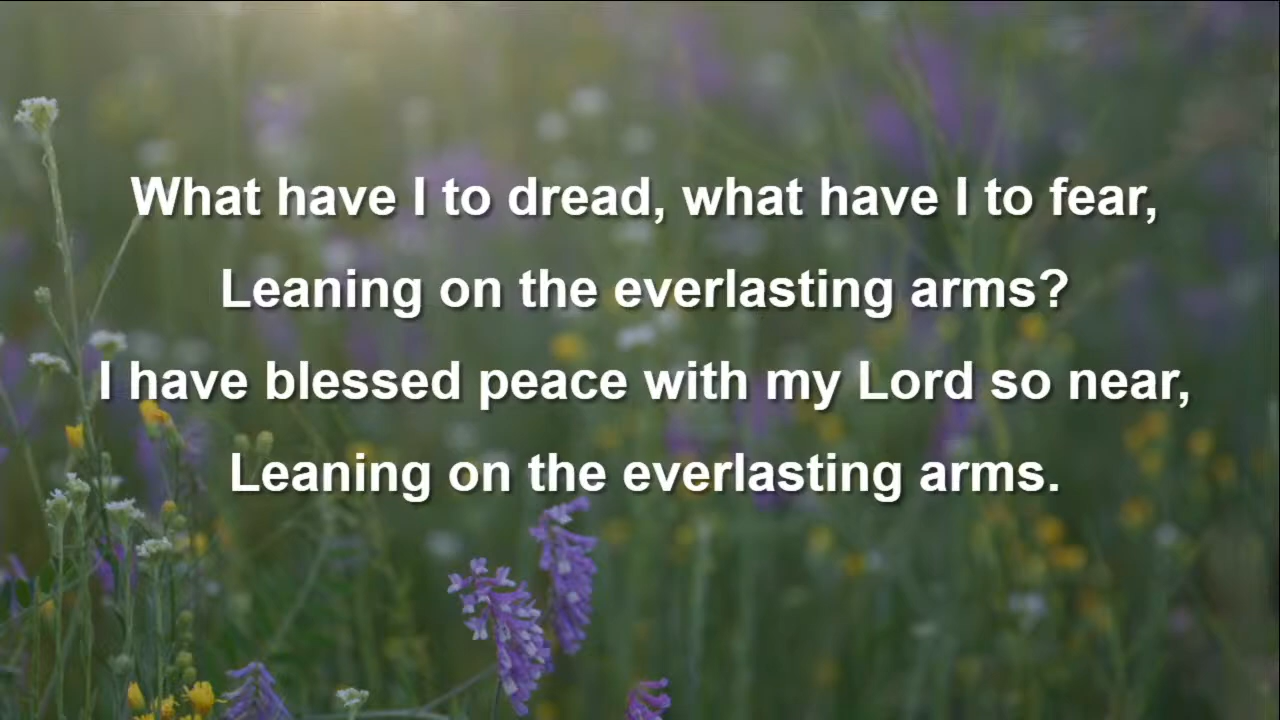 What have I to dread, what have I to fear,
Leaning on the everlasting arms?
I have blessed peace with my Lord so near,
Leaning on the everlasting arms.